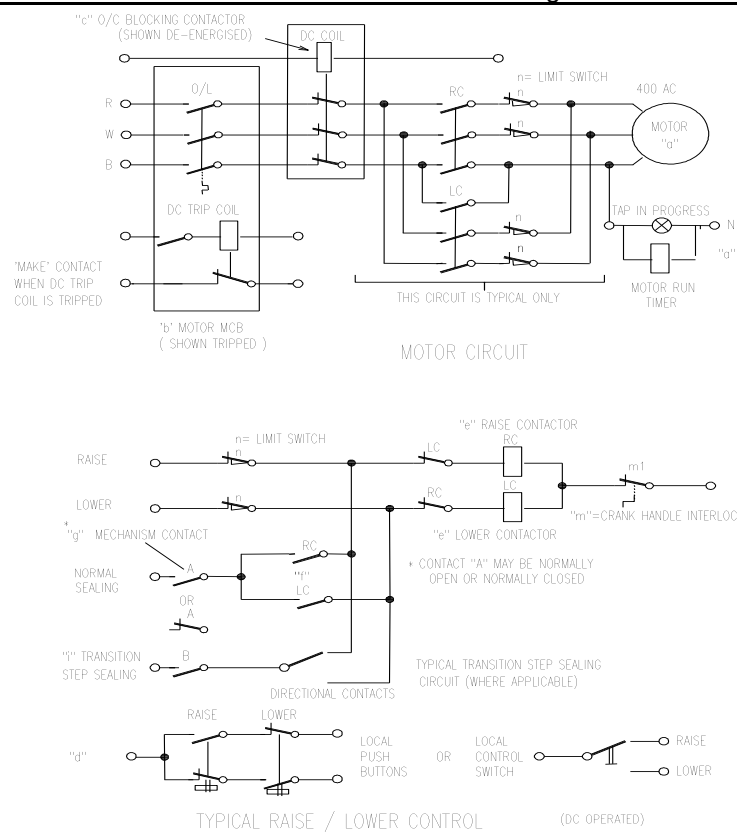 "c" O/C BLOCKING CONTACTOR
(SHOWN DE-ENERGISED)
DC COIL
n= LIMIT SWITCH
O/L
RC
n
400 AC
R
W
n
MOTOR
"a"
B
LC
DC TRIP COIL
TAP IN PROGRESS
N
n
"a"
"MAKE" CONTACT
WHEN DC TRIP
COIL IS TRIPPED
n
MOTOR RUN
TIMER
THIS CIRCUIT IS TYPICAL ONLY
'b' MOTOR MCB
( SHOWN TRIPPED )
MOTOR CIRCUIT
"e" RAISE CONTACTOR
n= LIMIT SWITCH
RAISE
n
LC
RC
m1
LOWER
n
RC
LC
"m"=CRANK HANDLE INTERLOC
* "g" MECHANISM CONTACT
"e" LOWER CONTACTOR
NORMAL
SEALING
A
RC
"f"
* CONTACT "A" MAY BE NORMALLY
OPEN OR NORMALLY CLOSED
LC
OR
A
"i" TRANSITION
STEP SEALING
B
TYPICAL TRANSITION STEP SEALING
CIRCUIT (WHERE APPLICABLE)
DIRECTIONAL CONTACTS
RAISE
LOWER
"d"
LOCAL
PUSH
BUTTONS
OR
LOCAL
CONTROL
SWITCH
RAISE
LOWER
TYPICAL RAISE / LOWER CONTROL
(DC OPERATED)